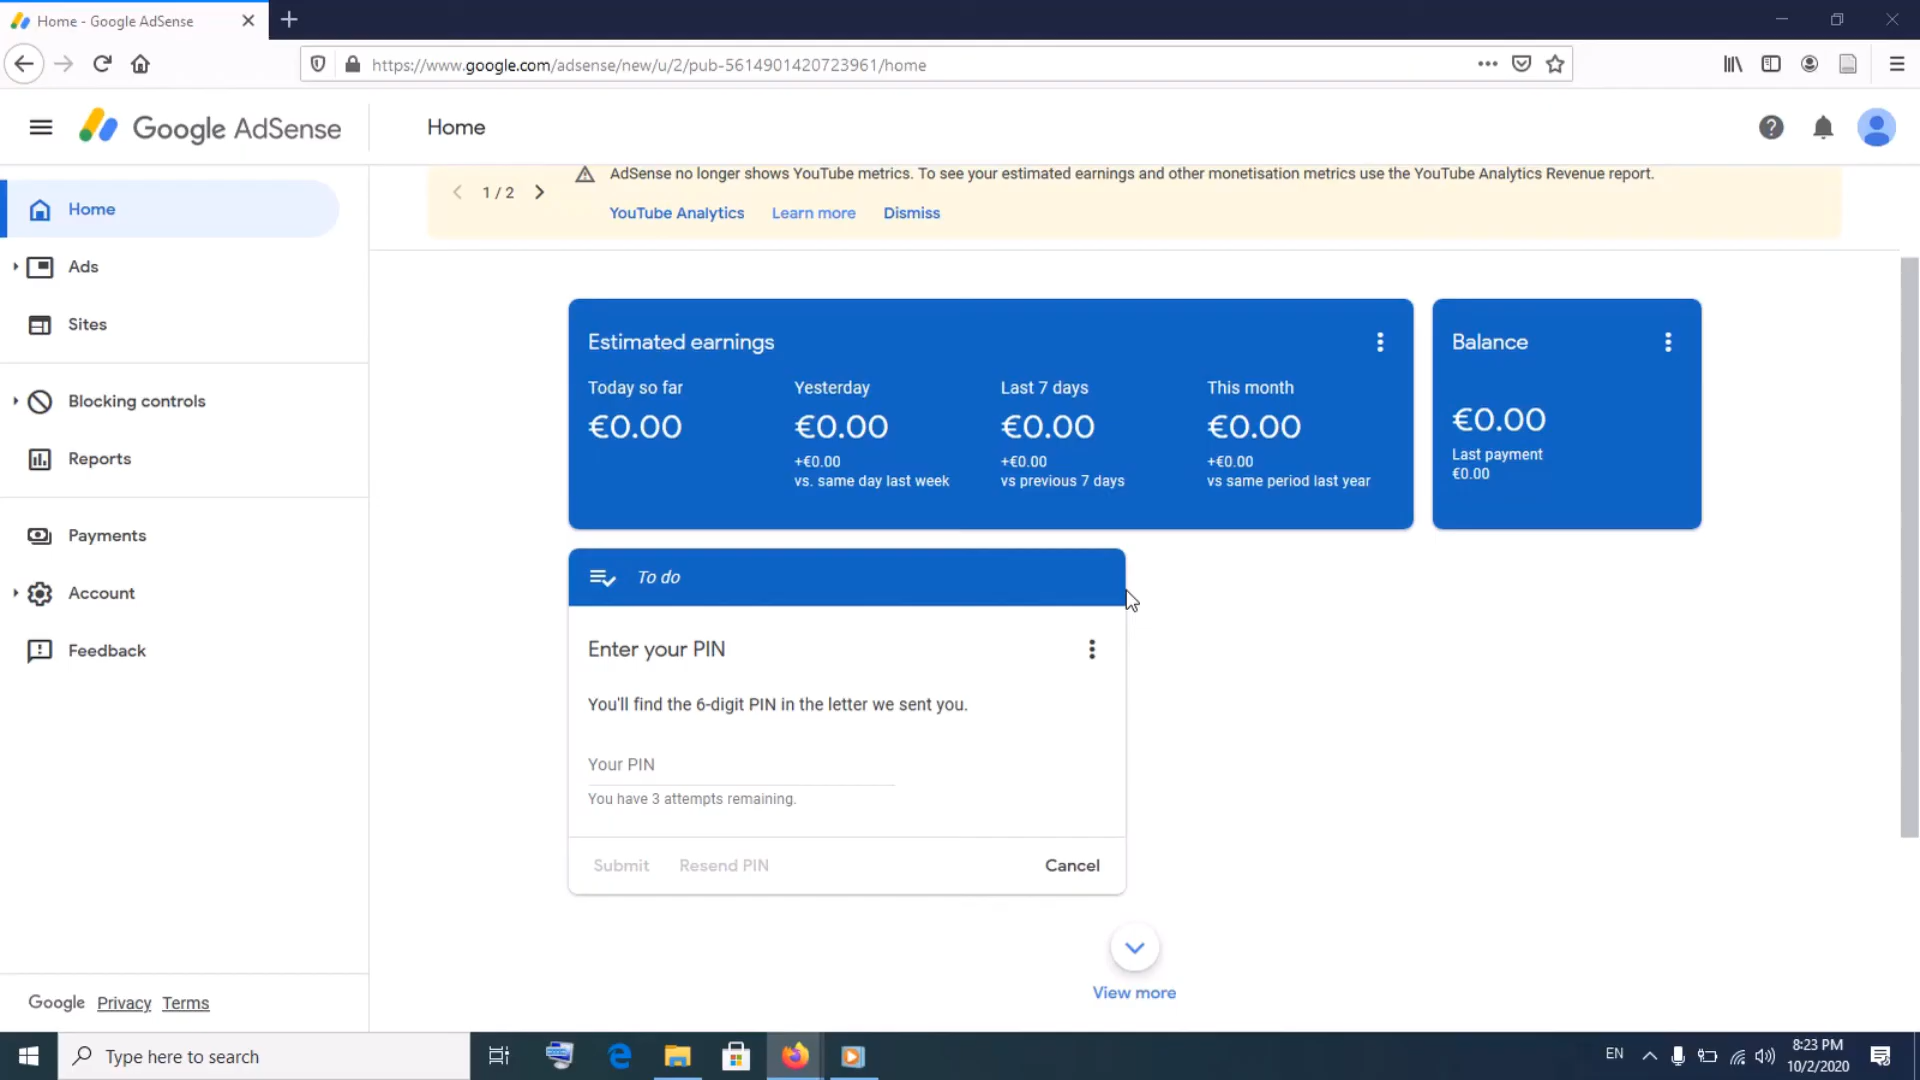 Home - Google AdSense
https://www.google.com/adsense/new/u/2/pub-5614901420723961/home
Google AdSense
Home
Home
Ads
Sites
Blocking controls
Reports
Payments
Account
Feedback
Google Privacy Terms
1 / 2
AdSense no longer shows YouTube metrics. To see your estimated earnings and other monetisation metrics use the YouTube Analytics Revenue report.
YouTube Analytics Learn more Dismiss
Estimated earnings
Today so far
€0.00
Yesterday
€0.00
+€0.00
vs. same day last week
Last 7 days
€0.00
+€0.00
vs previous 7 days
This month
€0.00
+€0.00
vs same period last year
Balance
€0.00
Last payment
€0.00
To do
Enter your PIN
You'll find the 6-digit PIN in the letter we sent you.
Your PIN
You have 3 attempts remaining.
Submit Resend PIN Cancel
View more
Type here to search
EN
8:23 PM
10/2/2020